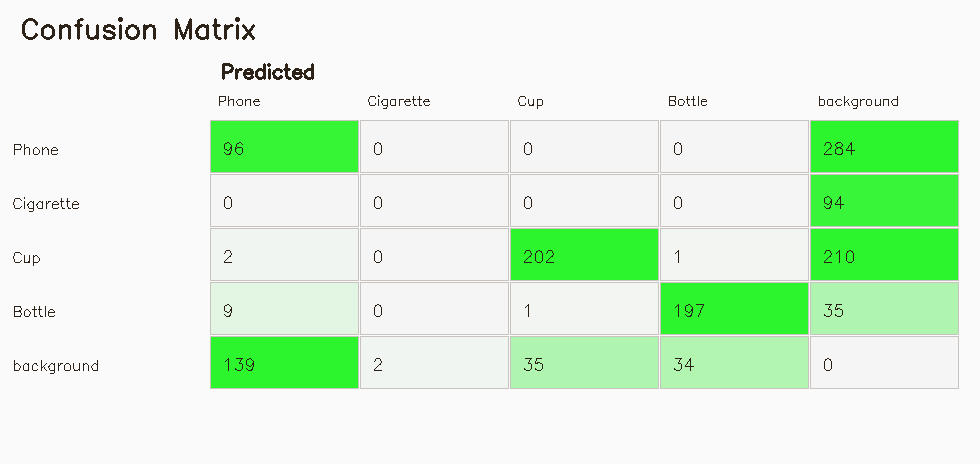 Confusion Matrix
Predicted
Phone Cigarette Cup Bottle background
Phone 96 0 0 0 284
Cigarette 0 0 0 0 94
Cup 2 0 202 1 210
Bottle 9 0 1 197 35
background 139 2 35 34 0